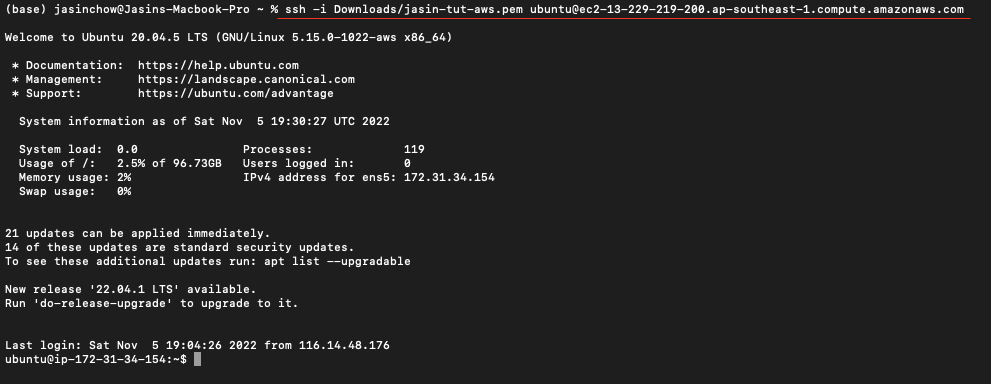 (base) jasinchow@Jasins-Macbook-Pro ~ % ssh -i Downloads/jasin-tut-aws.pem ubuntu@ec2-13-229-219-200.ap-southeast-1.compute.amazonaws.com
Welcome to Ubuntu 20.04.5 LTS (GNU/Linux 5.15.0-1022-aws x86_64)
* Documentation:  https://help.ubuntu.com
* Management:     https://landscape.canonical.com
* Support:        https://ubuntu.com/advantage
System information as of Sat Nov  5 19:30:27 UTC 2022
System load:  0.0               Processes:             119
Usage of /:   2.5% of 96.73GB   Users logged in:       0
Memory usage: 2%                IPv4 address for ens5: 172.31.34.154
Swap usage:   0%
21 updates can be applied immediately.
14 of these updates are standard security updates.
To see these additional updates run: apt list --upgradable
New release '22.04.1 LTS' available.
Run 'do-release-upgrade' to upgrade to it.
Last login: Sat Nov  5 19:04:26 2022 from 116.14.48.176
ubuntu@ip-172-31-34-154:~$